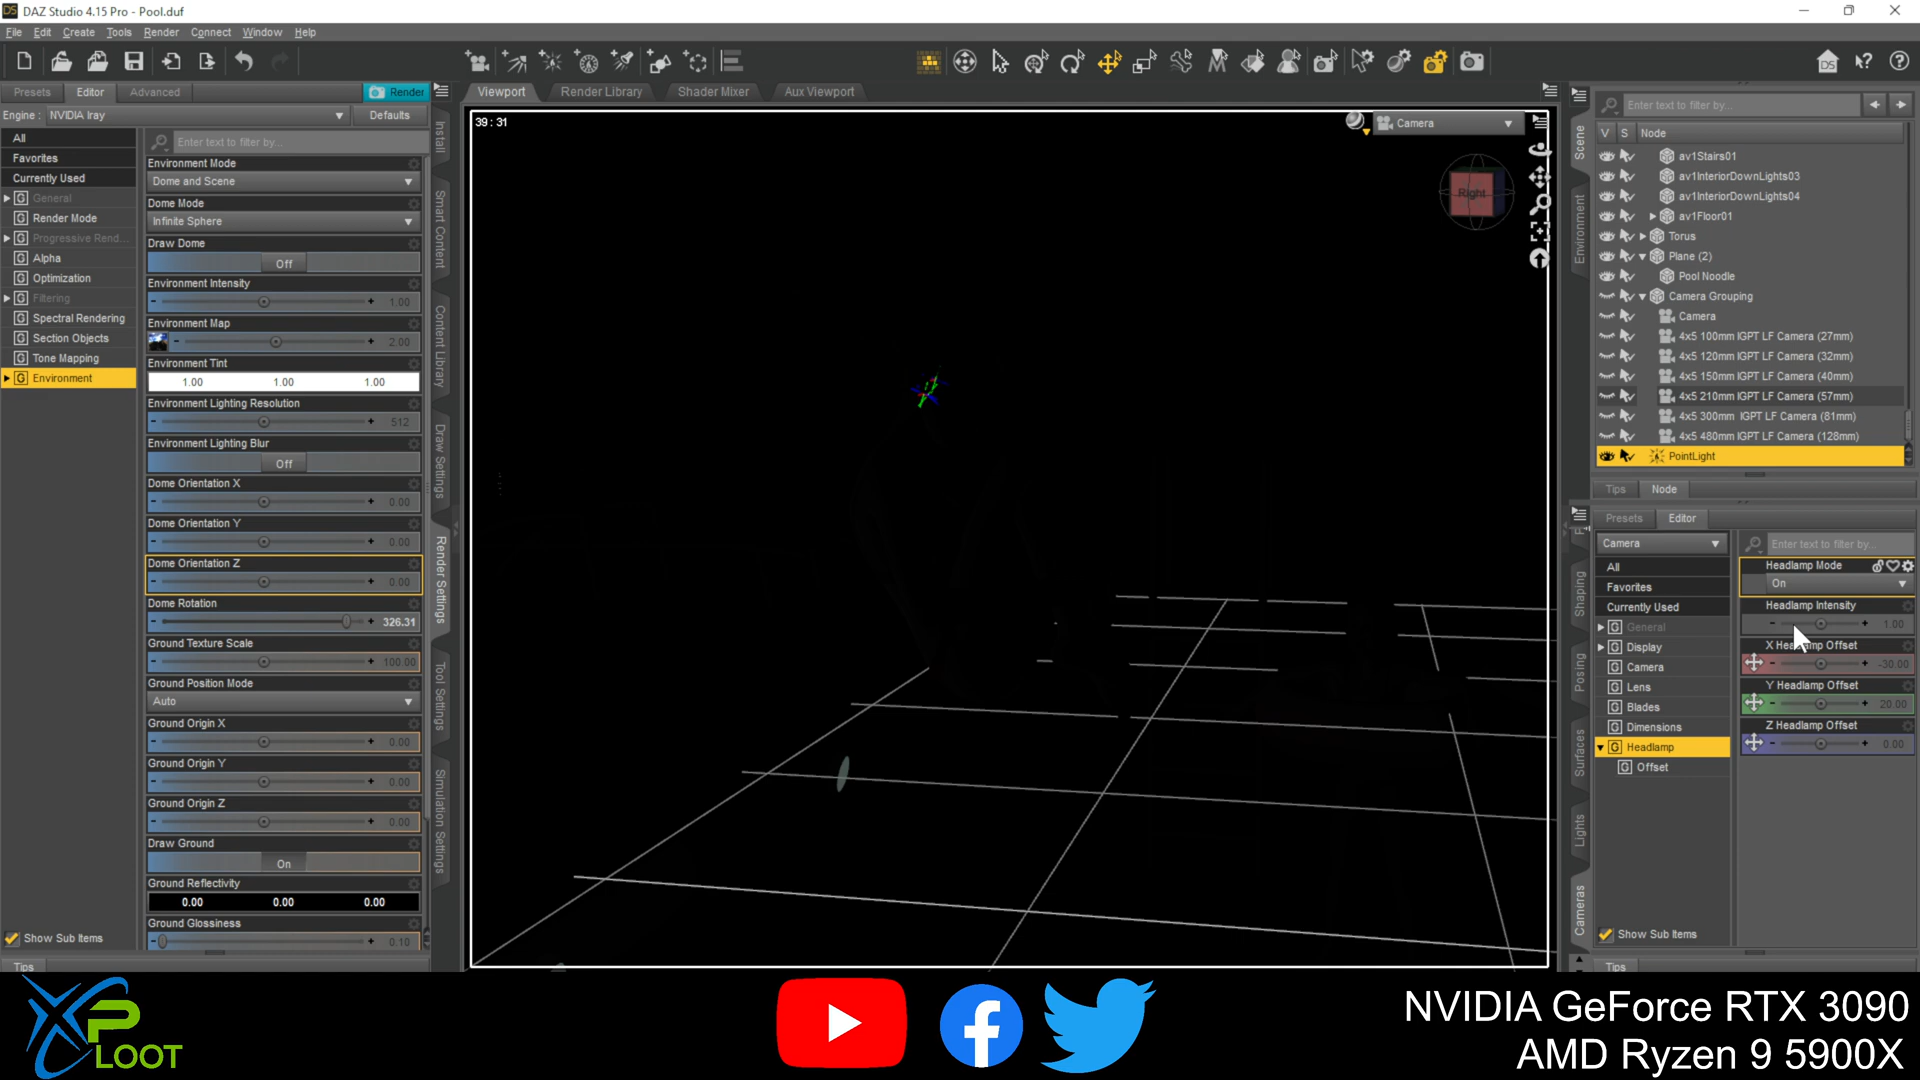 DAZ Studio 4.15 Pro - Pool.duf
File Edit Create Tools Render Connect Window Help
Presets Editor Advanced Render
Engine : NVIDIA Iray Defaults
All
Favorites
Currently Used
General
Render Mode
Progressive Rend...
Alpha
Optimization
Filtering
Spectral Rendering
Section Objects
Tone Mapping
Environment
Show Sub Items
Tips
Enter text to filter by...
Environment Mode
Dome and Scene
Dome Mode
Infinite Sphere
Draw Dome
Off
Environment Intensity
1.00
Environment Map
2.00
Environment Tint
1.00 1.00 1.00
Environment Lighting Resolution
512
Environment Lighting Blur
Off
Dome Orientation X
0.00
Dome Orientation Y
0.00
Dome Orientation Z
0.00
Dome Rotation
326.31
Ground Texture Scale
100.00
Ground Position Mode
Auto
Ground Origin X
0.00
Ground Origin Y
0.00
Ground Origin Z
0.00
Draw Ground
On
Ground Reflectivity
0.00 0.00 0.00
Ground Glossiness
0.10
Install
Smart Content
Content Library
Draw Settings
Render Settings
Tool Settings
Simulation Settings
Viewport Render Library Shader Mixer Aux Viewport
39 : 31
Camera
Right
Scene
Environment
Enter text to filter by...
V S Node
av1Stairs01
av1InteriorDownLights03
av1InteriorDownLights04
av1Floor01
Torus
Plane (2)
Pool Noodle
Camera Grouping
Camera
4x5 100mm IGPT LF Camera (27mm)
4x5 120mm IGPT LF Camera (32mm)
4x5 150mm IGPT LF Camera (40mm)
4x5 210mm IGPT LF Camera (57mm)
4x5 300mm IGPT LF Camera (81mm)
4x5 480mm IGPT LF Camera (128mm)
PointLight
Tips Node
Presets Editor
Shaping
Posing
Surfaces
Lights
Cameras
Camera
All
Favorites
Currently Used
General
Display
Camera
Lens
Blades
Dimensions
Headlamp
Offset
Show Sub Items
Tips
Enter text to filter by...
Headlamp Mode
On
Headlamp Intensity
1.00
X Headlamp Offset
-30.00
Y Headlamp Offset
20.00
Z Headlamp Offset
0.00
XP
LOOT
NVIDIA GeForce RTX 3090
AMD Ryzen 9 5900X